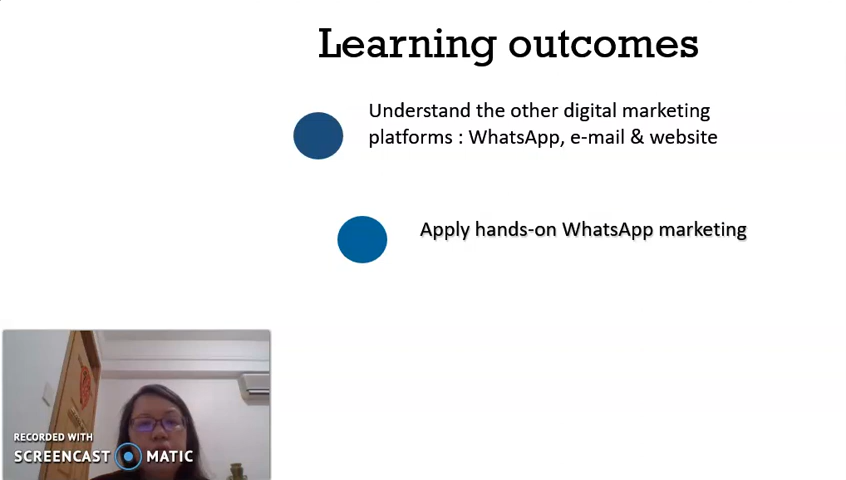 Learning outcomes
Understand the other digital marketing
platforms : WhatsApp, e-mail & website
Apply hands-on WhatsApp marketing
RECORDED WITH
SCREENCAST MATIC